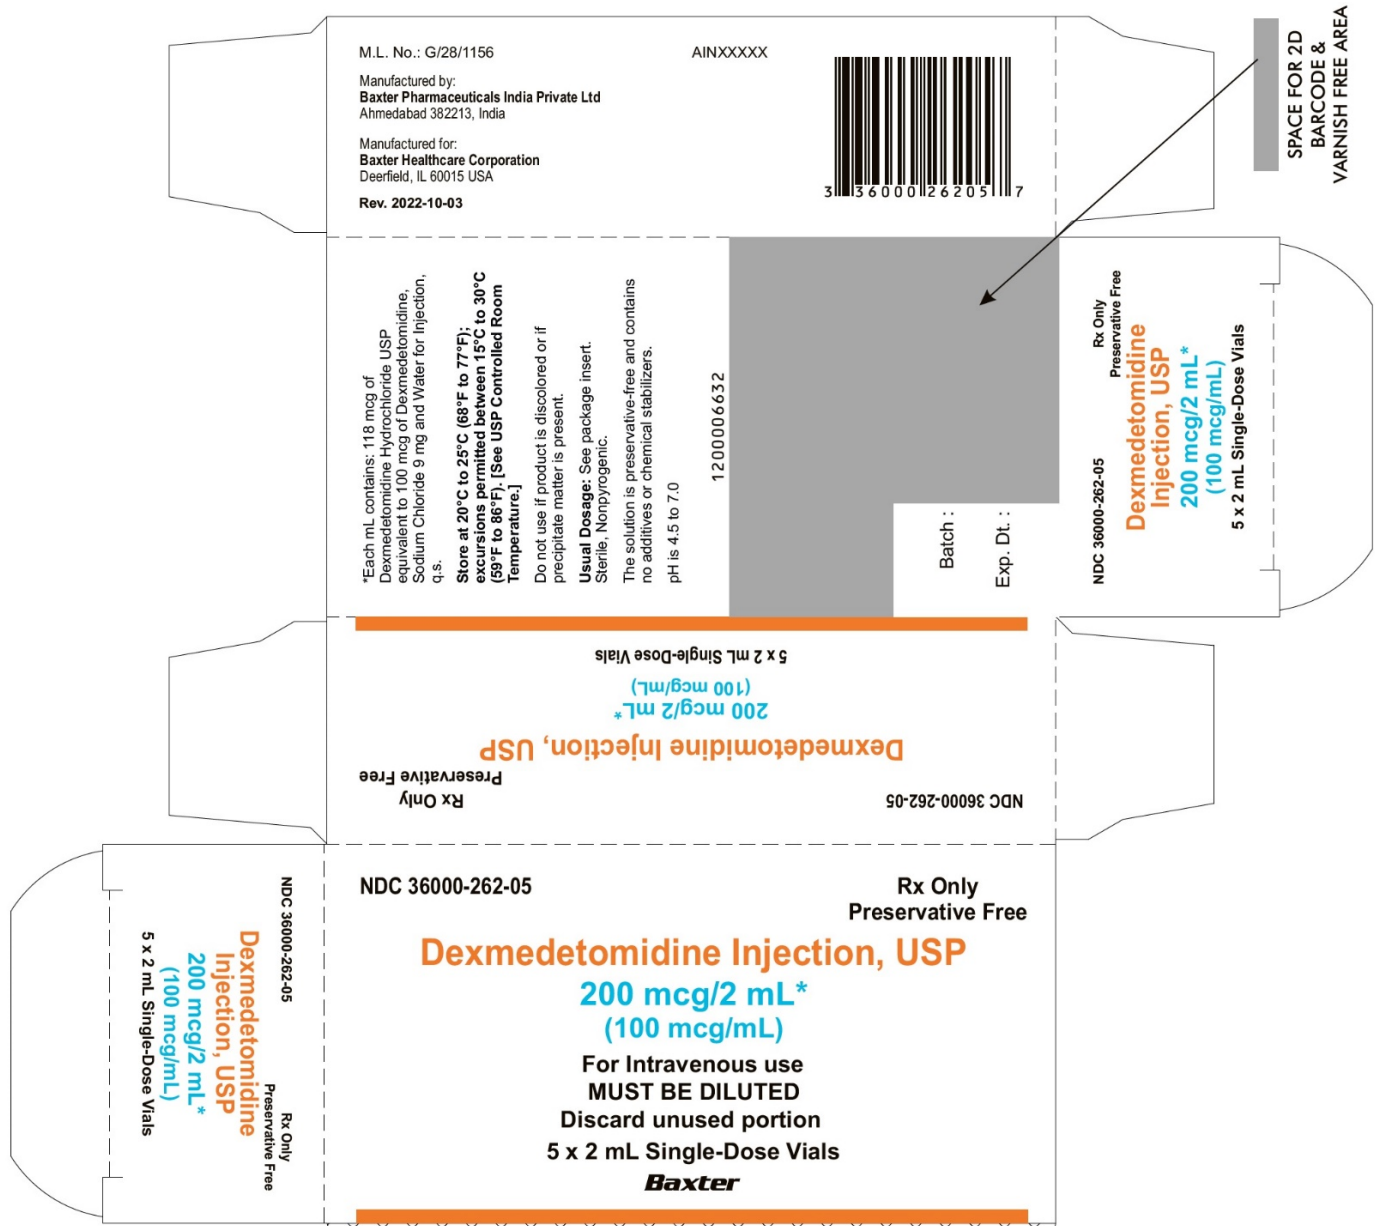 M.L. No.: G/28/1156
AINXXXXX
Manufactured by:
Baxter Pharmaceuticals India Private Ltd
Ahmedabad 382213, India
Manufactured for:
Baxter Healthcare Corporation
Deerfield, IL 60015 USA
Rev. 2022-10-03
3 36000 26205 7
SPACE FOR 2D
BARCODE &
VARNISH FREE AREA
*Each mL contains: 118 mcg of
Dexmedetomidine Hydrochloride USP
equivalent to 100 mcg of Dexmedetomidine,
Sodium Chloride 9 mg and Water for Injection,
q.s.
Store at 20°C to 25°C (68°F to 77°F);
excursions permitted between 15°C to 30°C
(59°F to 86°F). [See USP Controlled Room
Temperature.]
Do not use if product is discolored or if
precipitate matter is present.
Usual Dosage: See package insert.
Sterile, Nonpyrogenic.
The solution is preservative-free and contains
no additives or chemical stabilizers.
pH is 4.5 to 7.0
1200006632
Batch :
Exp. Dt. :
NDC 36000-262-05
Rx Only
Preservative Free
Dexmedetomidine
Injection, USP
200 mcg/2 mL*
(100 mcg/mL)
5 x 2 mL Single-Dose Vials
NDC 36000-262-05
Rx Only
Preservative Free
Dexmedetomidine Injection, USP
200 mcg/2 mL*
(100 mcg/mL)
5 x 2 mL Single-Dose Vials
NDC 36000-262-05
Rx Only
Preservative Free
Dexmedetomidine
Injection, USP
200 mcg/2 mL*
(100 mcg/mL)
5 x 2 mL Single-Dose Vials
NDC 36000-262-05
Rx Only
Preservative Free
Dexmedetomidine Injection, USP
200 mcg/2 mL*
(100 mcg/mL)
For Intravenous use
MUST BE DILUTED
Discard unused portion
5 x 2 mL Single-Dose Vials
Baxter